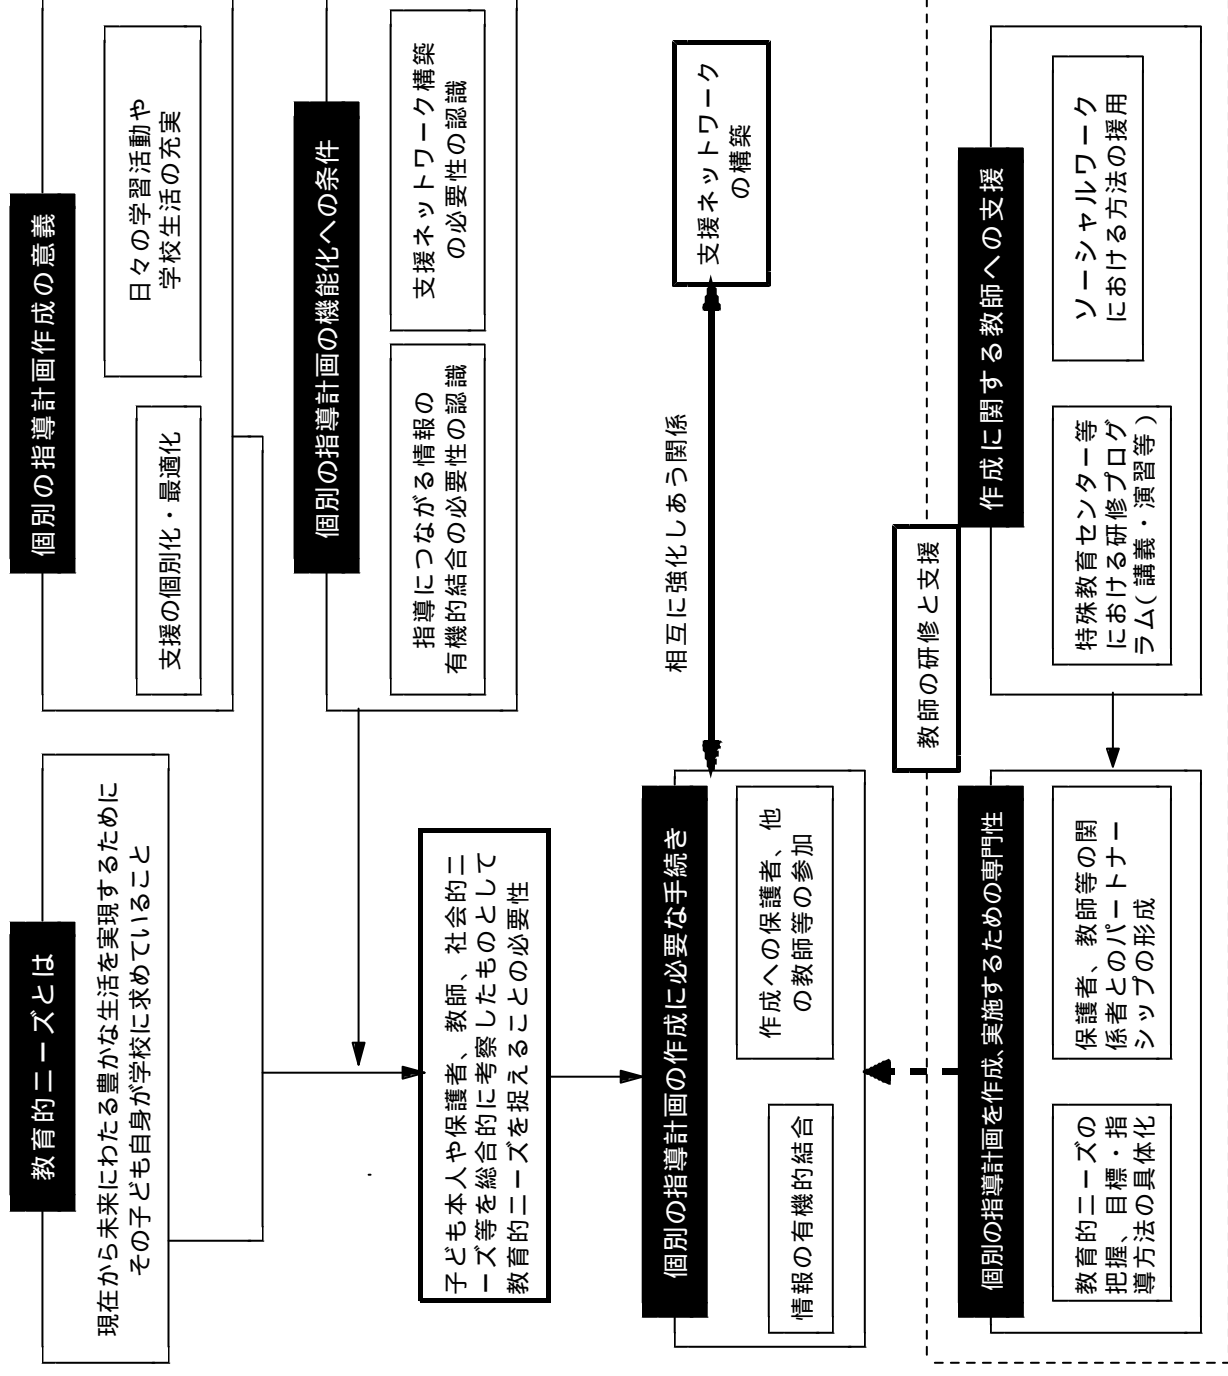 教育的ニーズとは
現在から未来にわたる豊かな生活を実現するために
その子ども自身が学校に求めていること
個別の指導計画作成の意義
支援の個別化・最適化
日々の学習活動や
学校生活の充実
個別の指導計画の機能化への条件
指導につながる情報の
有機的結合の必要性の認識
支援ネットワーク構築
の必要性の認識
子ども本人や保護者、教師、社会的ニ
ーズ等を総合的に考察したものとして
教育的ニーズを捉えることの必要性
個別の指導計画の作成に必要な手続き
情報の有機的結合
作成への保護者、他
の教師等の参加
相互に強化しあう関係
支援ネットワーク
の構築
教師の研修と支援
個別の指導計画を作成、実施するための専門性
教育的ニーズの
把握、目標・指
導方法の具体化
保護者、教師等の関
係者とのパートナー
シップの形成
作成に関する教師への支援
特殊教育センター等
における研修プログ
ラム(講義・演習等)
ソーシャルワーク
における方法の援用